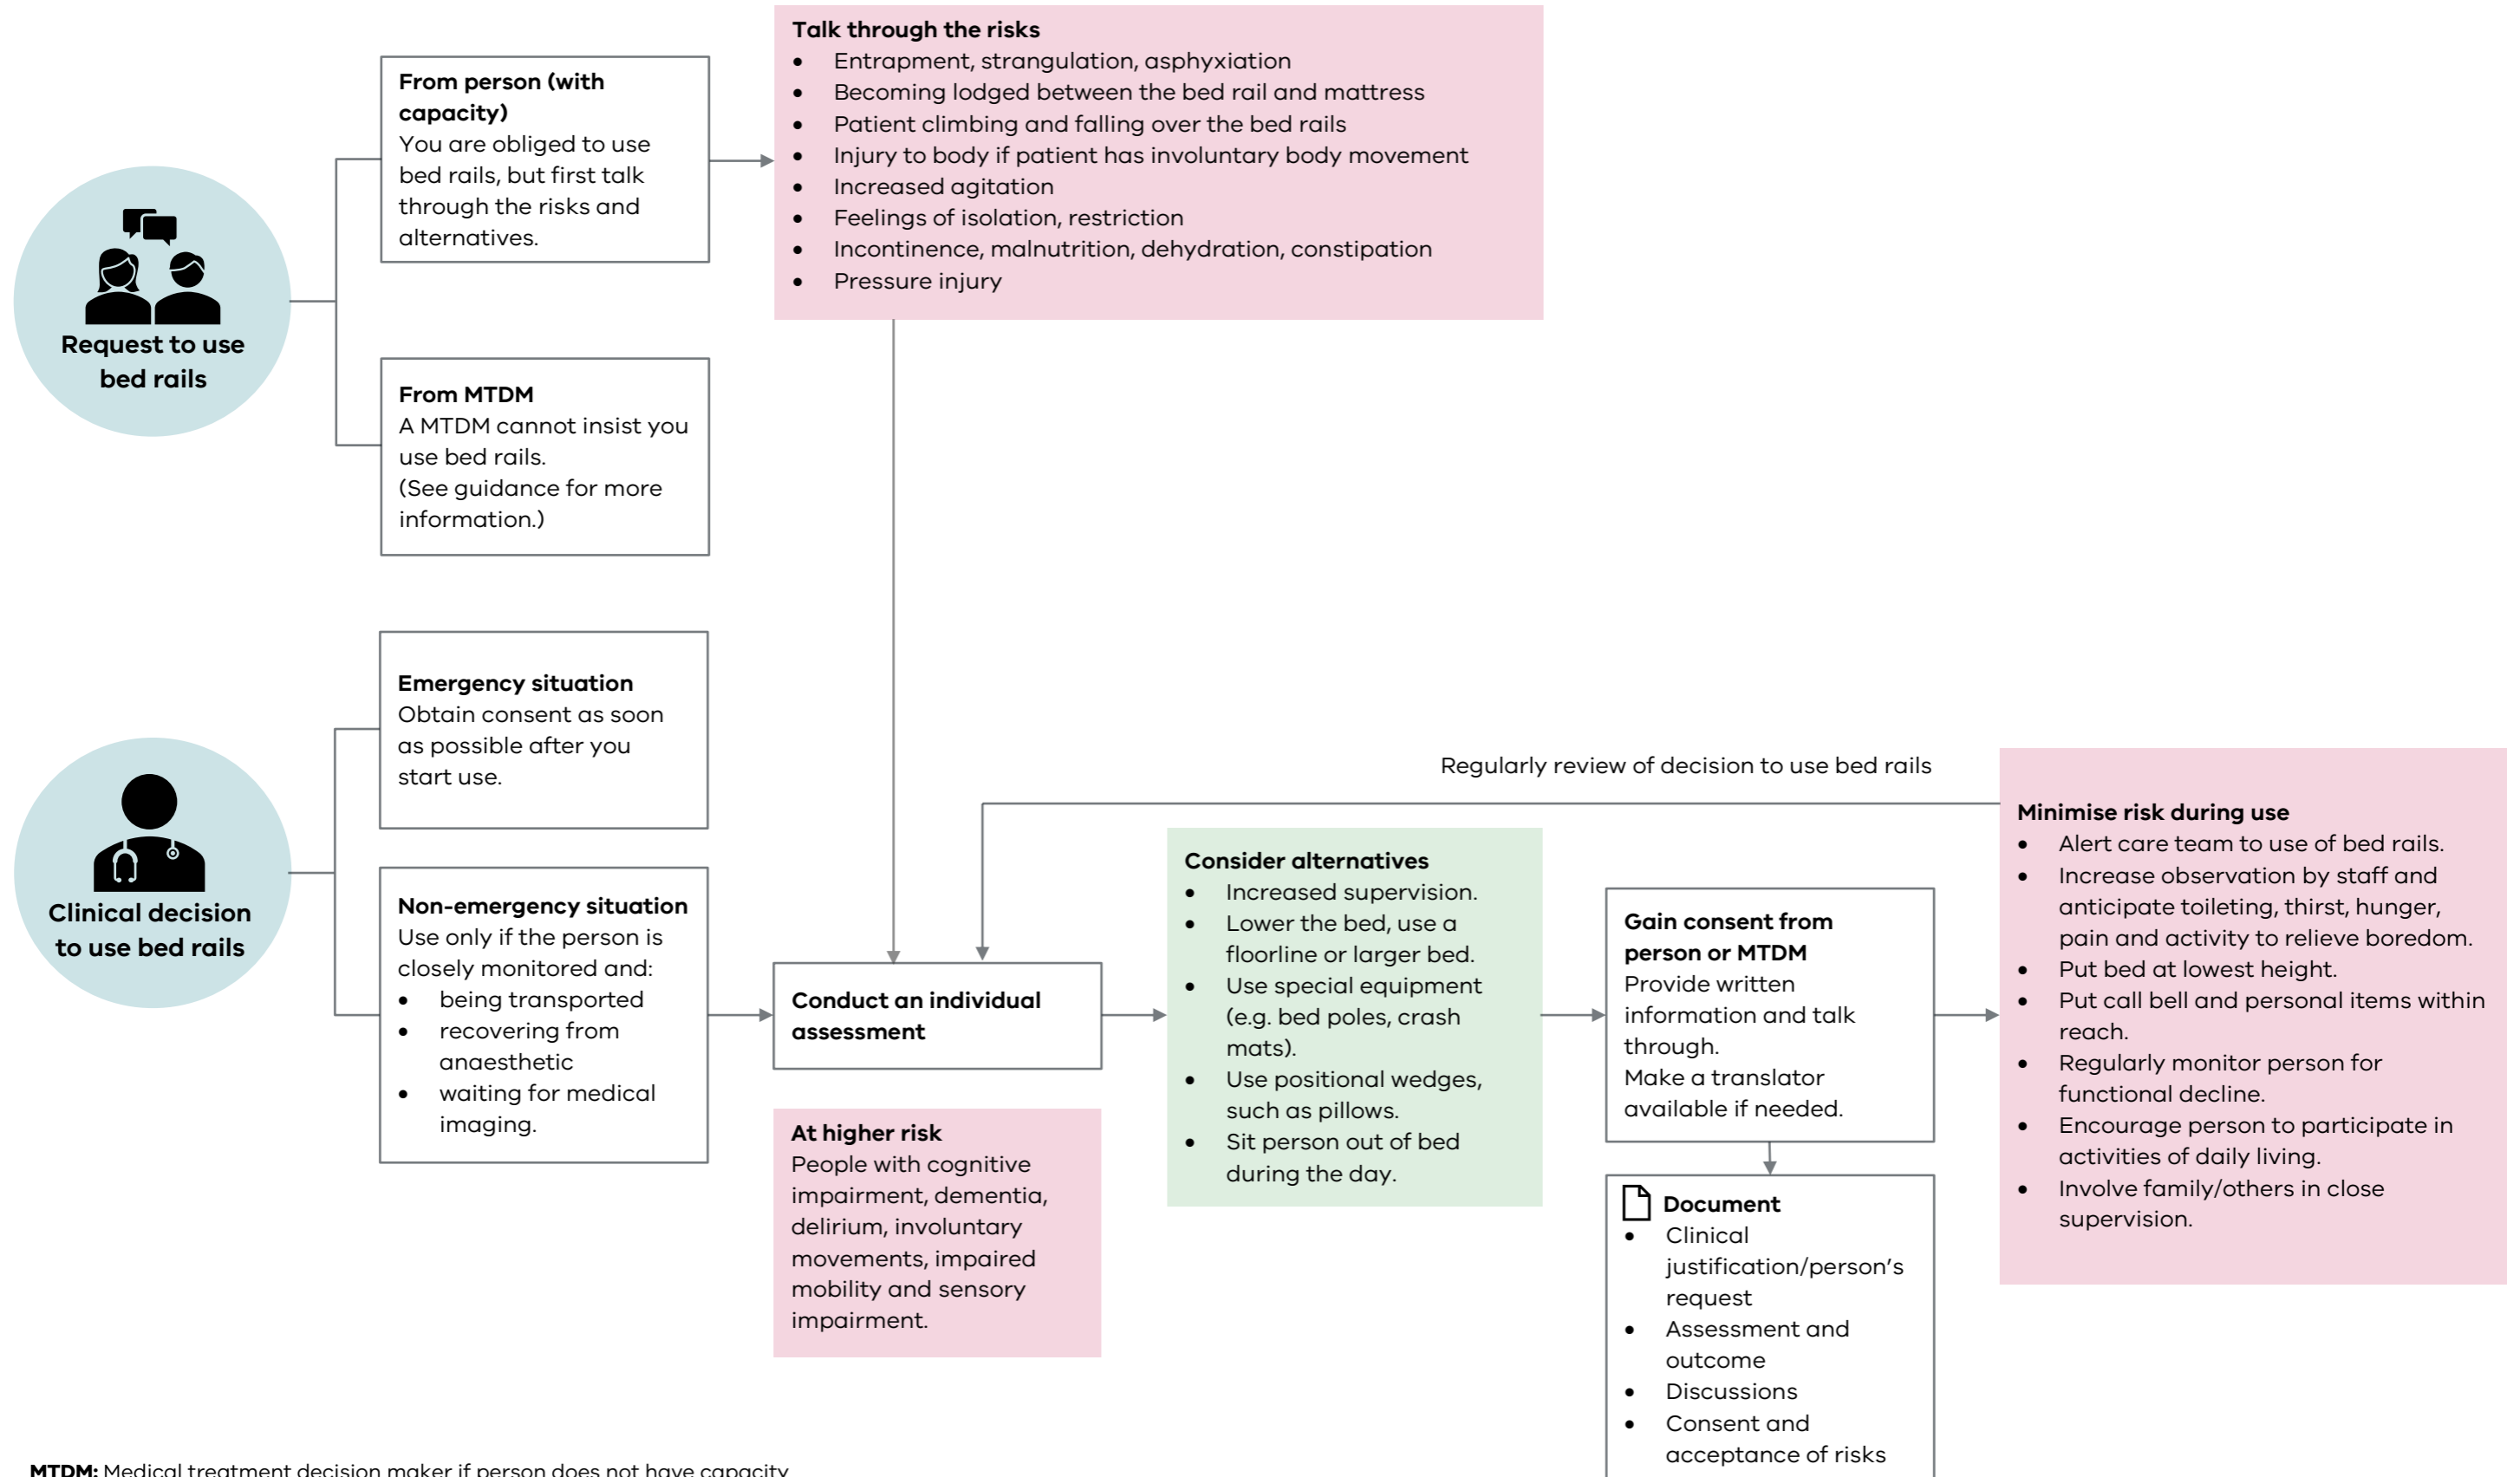 Request to use
bed rails
From person (with
capacity)
You are obliged to use
bed rails, but first talk
through the risks and
alternatives.
From MTDM
A MTDM cannot insist you
use bed rails.
(See guidance for more
information.)
Talk through the risks
• Entrapment, strangulation, asphyxiation
• Becoming lodged between the bed rail and mattress
• Patient climbing and falling over the bed rails
• Injury to body if patient has involuntary body movement
• Increased agitation
• Feelings of isolation, restriction
• Incontinence, malnutrition, dehydration, constipation
• Pressure injury
Clinical decision
to use bed rails
Emergency situation
Obtain consent as soon
as possible after you
start use.
Non-emergency situation
Use only if the person is
closely monitored and:
• being transported
• recovering from
anaesthetic
• waiting for medical
imaging.
Conduct an individual
assessment
At higher risk
People with cognitive
impairment, dementia,
delirium, involuntary
movements, impaired
mobility and sensory
impairment.
Regularly review of decision to use bed rails
Consider alternatives
• Increased supervision.
• Lower the bed, use a
floorline or larger bed.
• Use special equipment
(e.g. bed poles, crash
mats).
• Use positional wedges,
such as pillows.
• Sit person out of bed
during the day.
Gain consent from
person or MTDM
Provide written
information and talk
through.
Make a translator
available if needed.
Document
• Clinical
justification/person's
request
• Assessment and
outcome
• Discussions
• Consent and
acceptance of risks
Minimise risk during use
• Alert care team to use of bed rails.
• Increase observation by staff and
anticipate toileting, thirst, hunger,
pain and activity to relieve boredom.
• Put bed at lowest height.
• Put call bell and personal items within
reach.
• Regularly monitor person for
functional decline.
• Encourage person to participate in
activities of daily living.
• Involve family/others in close
supervision.
MTDM: Medical treatment decision maker if person does not have capacity